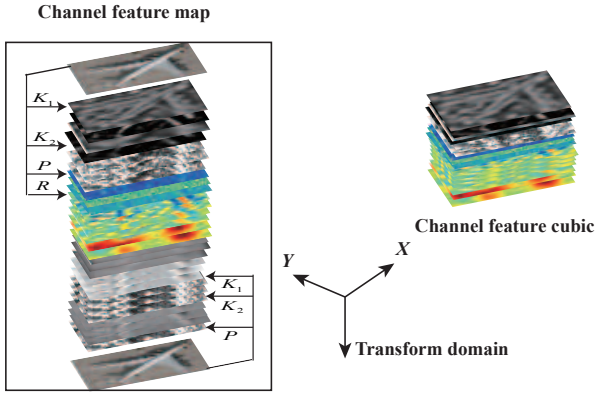 Channel feature map
K1
K2
P
R
K1
K2
P
Channel feature cubic
X
Y
Transform domain